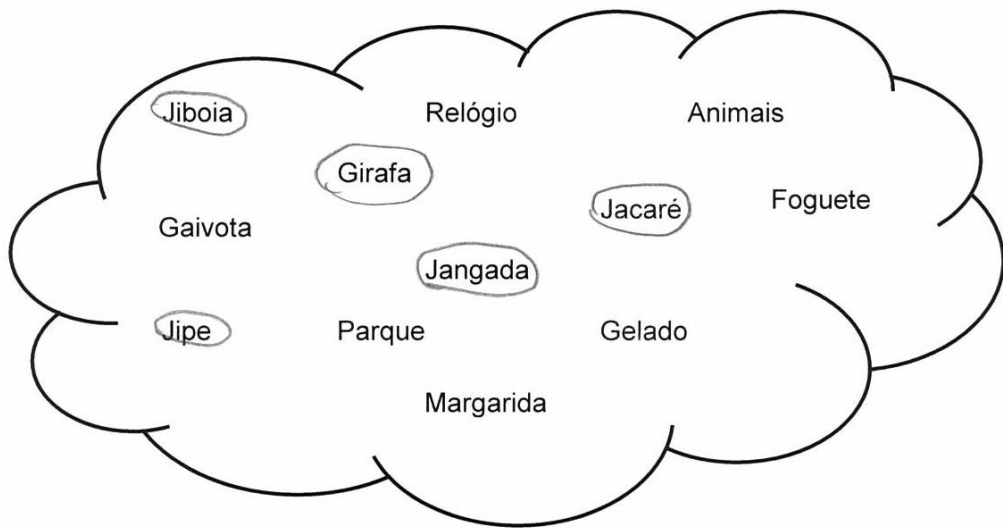 Jiboia Relógio Animais
Girafa
Jacaré Foguete
Gaivota
Jangada
Jipe Parque Gelado
Margarida